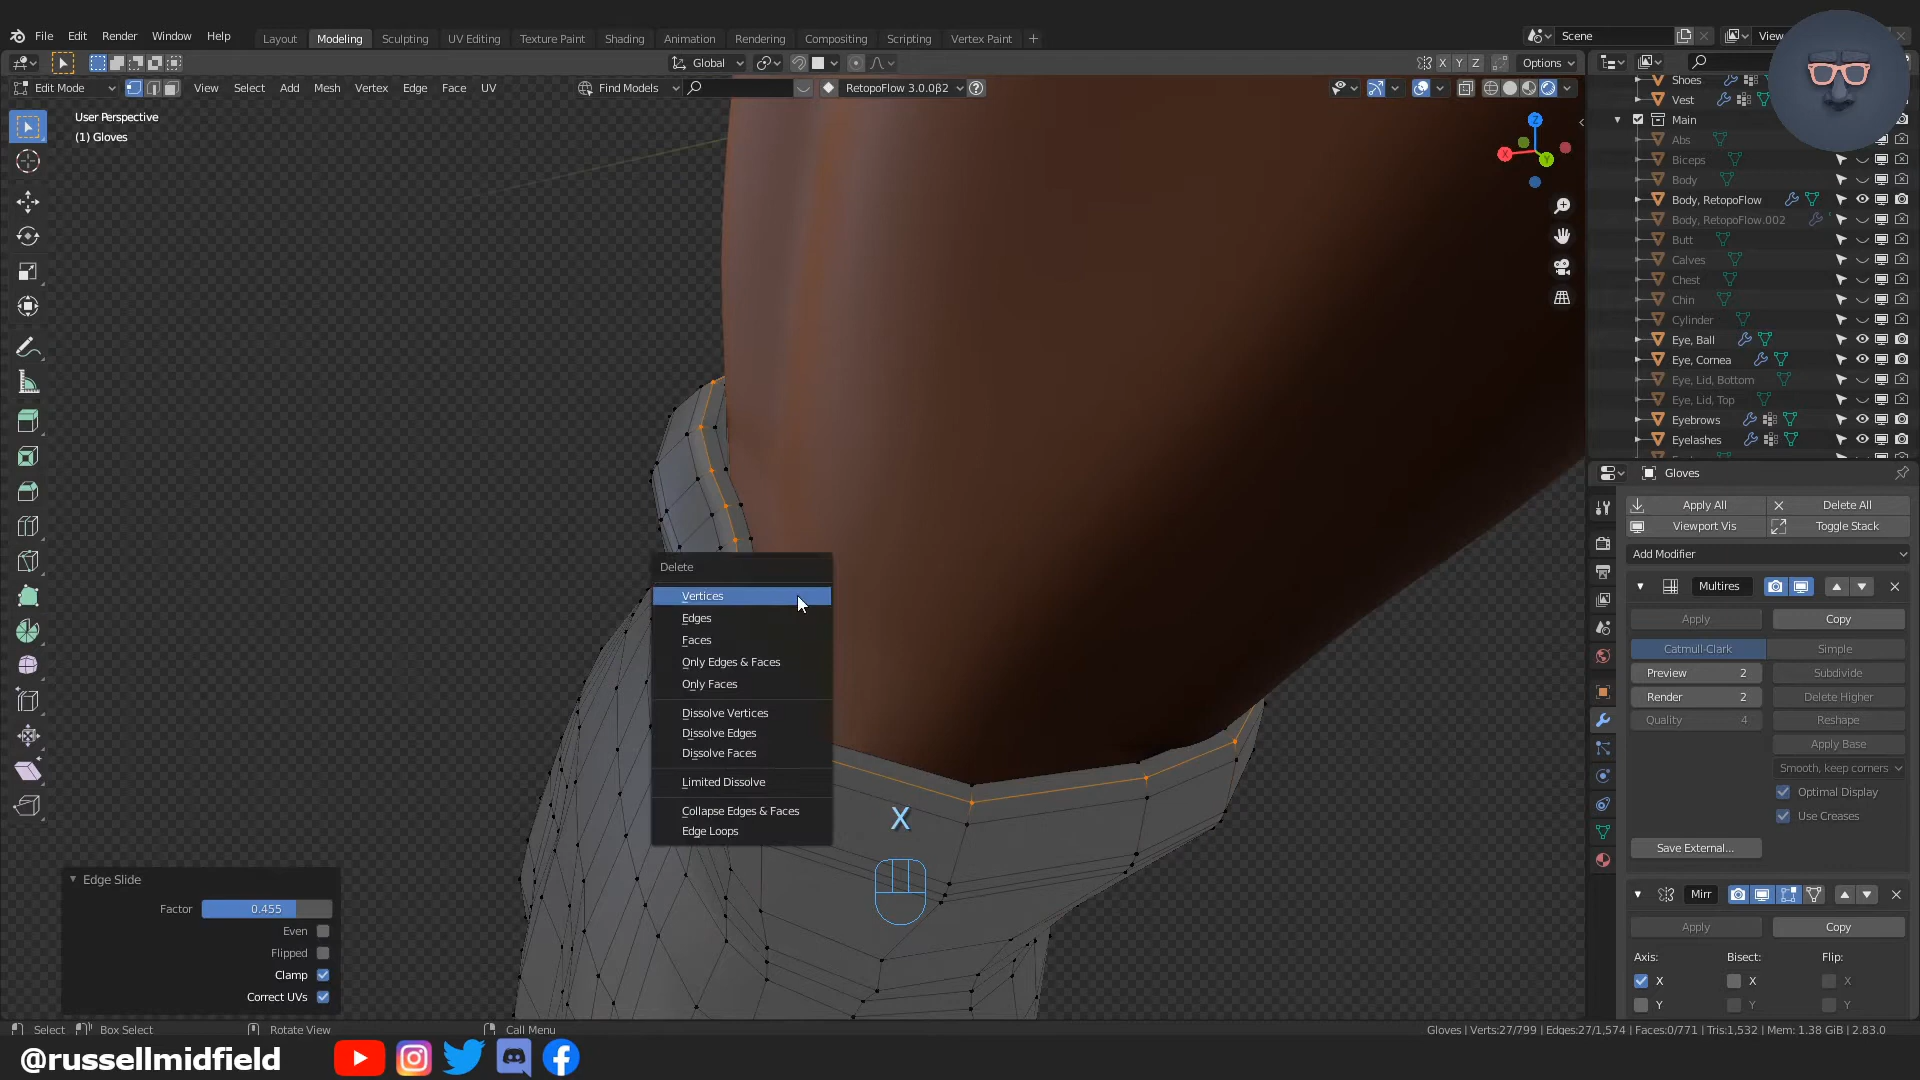 File Edit Render Window Help
Layout Modeling Sculpting UV Editing Texture Paint Shading Animation Rendering Compositing Scripting Vertex Paint +
Scene
View
Global
X Y Z
Options
Edit Mode View Select Add Mesh Vertex Edge Face UV
Find Models
RetopoFlow 3.0.0β2
User Perspective
(1) Gloves
Z
X
Y
Shoes
Vest
Main
Abs
Biceps
Body
Body, RetopoFlow
Body, RetopoFlow.002
Butt
Calves
Chest
Chin
Cylinder
Eye, Ball
Eye, Cornea
Eye, Lid, Bottom
Eye, Lid, Top
Eyebrows
Eyelashes
Gloves
Apply All Delete All
Viewport Vis Toggle Stack
Add Modifier
Multires
Apply Copy
Catmull-Clark Simple
Preview 2 Subdivide
Render 2 Delete Higher
Quality 4 Reshape
Apply Base
Smooth, keep corners
Optimal Display
Use Creases
Save External...
Mirr
Apply Copy
Axis: Bisect: Flip:
X X X
Y Y Y
Delete
Vertices
Edges
Faces
Only Edges & Faces
Only Faces
Dissolve Vertices
Dissolve Edges
Dissolve Faces
Limited Dissolve
Collapse Edges & Faces
Edge Loops
X
Edge Slide
Factor 0.455
Even
Flipped
Clamp
Correct UVs
Select Box Select Rotate View Call Menu
Gloves | Verts:27/799 | Edges:27/1,574 | Faces:0/771 | Tris:1,532 | Mem: 1.38 GiB | 2.83.0
@russellmidfield